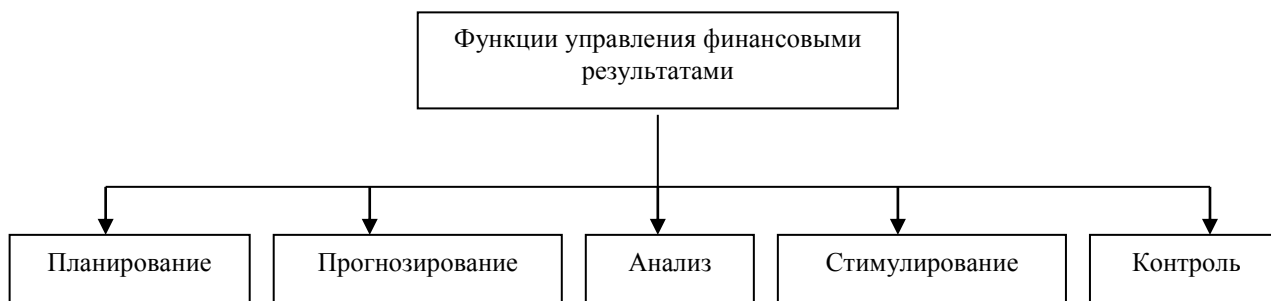 Функции управления финансовыми
результатами
Планирование
Прогнозирование
Анализ
Стимулирование
Контроль